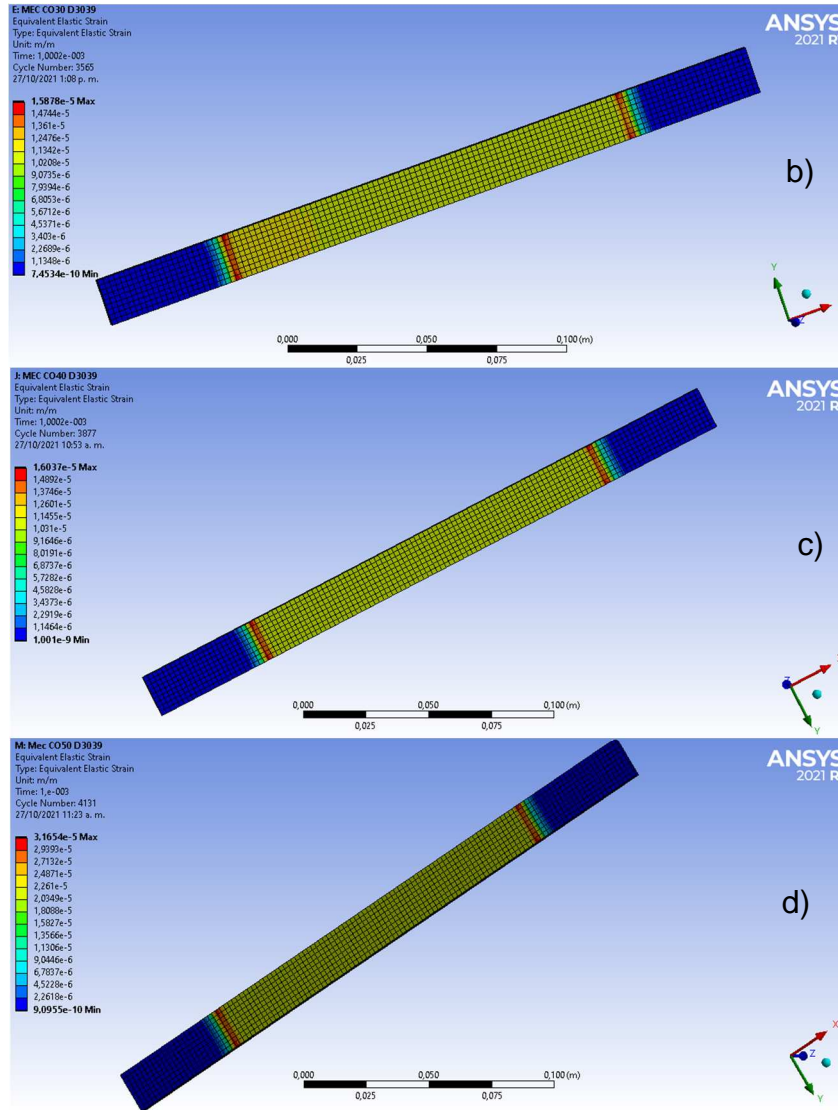 E: MEC CO30 D3039
Equivalent Elastic Strain
Type: Equivalent Elastic Strain
Unit: m/m
Time: 1,0002e-003
Cycle Number: 3565
27/10/2021 1:08 p. m.
1,5878e-5 Max
1,4744e-5
1,361e-5
1,2476e-5
1,1342e-5
1,0208e-5
9,0735e-6
7,9394e-6
6,8053e-6
5,6712e-6
4,5371e-6
3,403e-6
2,2689e-6
1,1348e-6
7,4534e-10 Min
ANSYS
2021 R
b)
Y
Z
0,000 0,050 0,100 (m)
0,025 0,075
J: MEC CO40 D3039
Equivalent Elastic Strain
Type: Equivalent Elastic Strain
Unit: m/m
Time: 1,0002e-003
Cycle Number: 3877
27/10/2021 10:53 a. m.
1,6037e-5 Max
1,4892e-5
1,3746e-5
1,2601e-5
1,1455e-5
1,031e-5
9,1646e-6
8,0191e-6
6,8737e-6
5,7282e-6
4,5828e-6
3,4373e-6
2,2919e-6
1,1464e-6
1,001e-9 Min
ANSYS
2021 R
c)
Z
Y
0,000 0,050 0,100 (m)
0,025 0,075
M: Mec CO50 D3039
Equivalent Elastic Strain
Type: Equivalent Elastic Strain
Unit: m/m
Time: 1,e-003
Cycle Number: 4131
27/10/2021 11:23 a. m.
3,1654e-5 Max
2,9393e-5
2,7132e-5
2,4871e-5
2,261e-5
2,0349e-5
1,8088e-5
1,5827e-5
1,3566e-5
1,1306e-5
9,0446e-6
6,7837e-6
4,5228e-6
2,2618e-6
9,0955e-10 Min
ANSYS
2021 R
d)
X
Z
Y
0,000 0,050 0,100 (m)
0,025 0,075